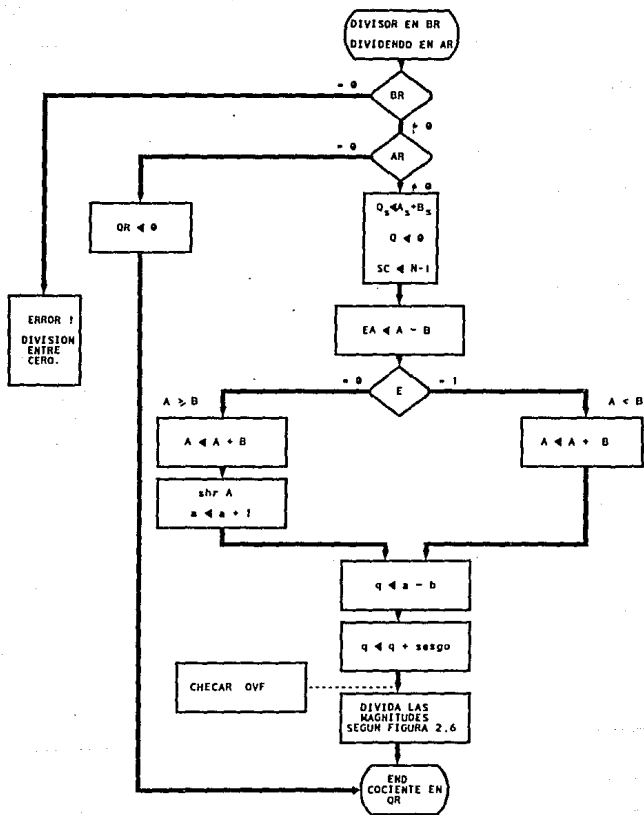 DIVISOR EN BR
DIVIDENDO EN AR
= 0
BR
≠ 0
= 0
AR
≠ 0
QR ◄ 0
Qs ◄ As + Bs
Q ◄ 0
SC ◄ N-1
ERROR !
DIVISION
ENTRE
CERO.
EA ◄ A - B
= 0
E
= 1
A ≥ B
A < B
A ◄ A + B
A ◄ A + B
shr A
a ◄ a + 1
q ◄ a - b
q ◄ q + sesgo
CHECAR OVF
DIVIDA LAS
MAGNITUDES
SEGUN FIGURA 2.6
END
COCIENTE EN
QR